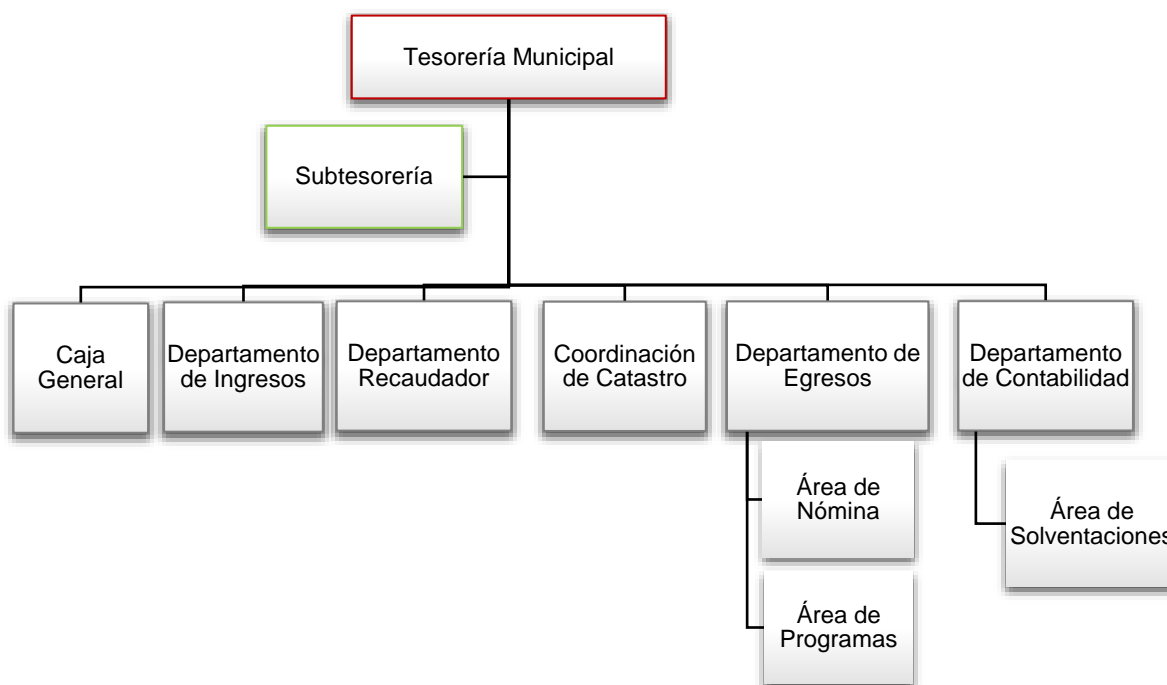 Tesorería Municipal
Subtesorería
Caja
General
Departamento
de Ingresos
Departamento
Recaudador
Coordinación
de Catastro
Departamento de
Egresos
Departamento
de Contabilidad
Área de
Nómina
Área de
Solventaciones
Área de
Programas